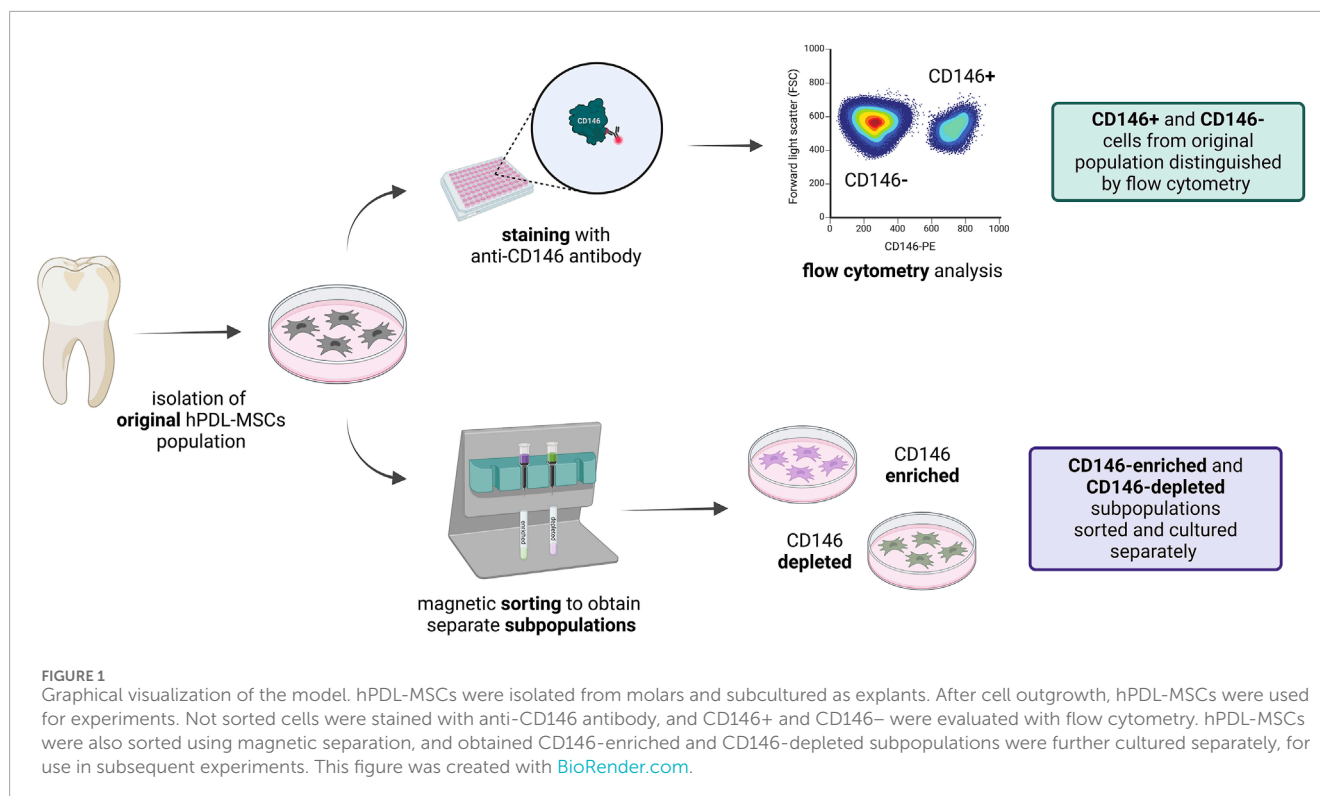 isolation of
original hPDL-MSCs
population
CD146
staining with
anti-CD146 antibody
Forward light scatter (FSC)
1000
800
600
400
200
0
0 200 400 600 800 1000
CD146-PE
CD146+
CD146-
flow cytometry analysis
CD146+ and CD146-
cells from original
population distinguished
by flow cytometry
enriched
depleted
magnetic sorting to obtain
separate subpopulations
CD146
enriched
CD146
depleted
CD146-enriched and
CD146-depleted
subpopulations
sorted and cultured
separately
FIGURE 1
Graphical visualization of the model. hPDL-MSCs were isolated from molars and subcultured as explants. After cell outgrowth, hPDL-MSCs were used
for experiments. Not sorted cells were stained with anti-CD146 antibody, and CD146+ and CD146– were evaluated with flow cytometry. hPDL-MSCs
were also sorted using magnetic separation, and obtained CD146-enriched and CD146-depleted subpopulations were further cultured separately, for
use in subsequent experiments. This figure was created with BioRender.com.